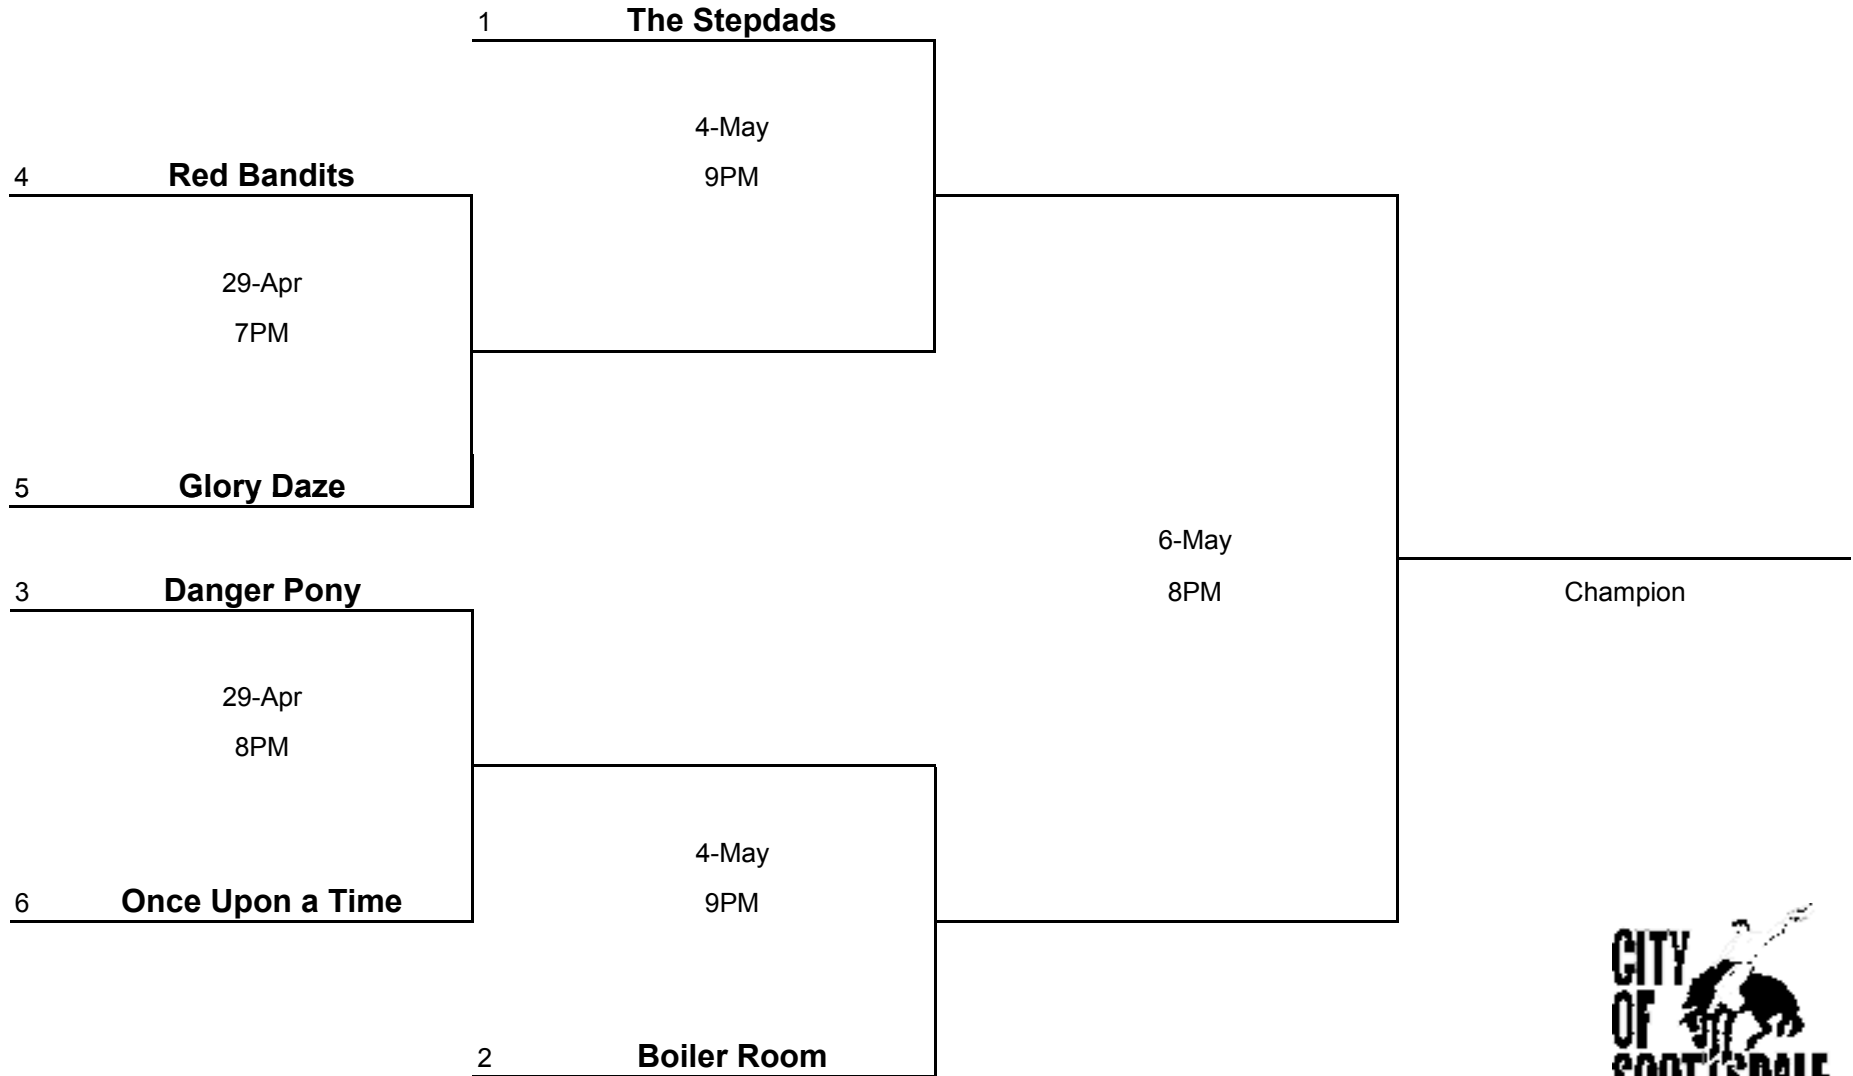 1 The Stepdads
4-May
4 Red Bandits 9PM
29-Apr
7PM
5 Glory Daze
6-May
3 Danger Pony 8PM Champion
29-Apr
8PM
4-May
6 Once Upon a Time 9PM
CITY
OF
SCOTTSDALE
2 Boiler Room